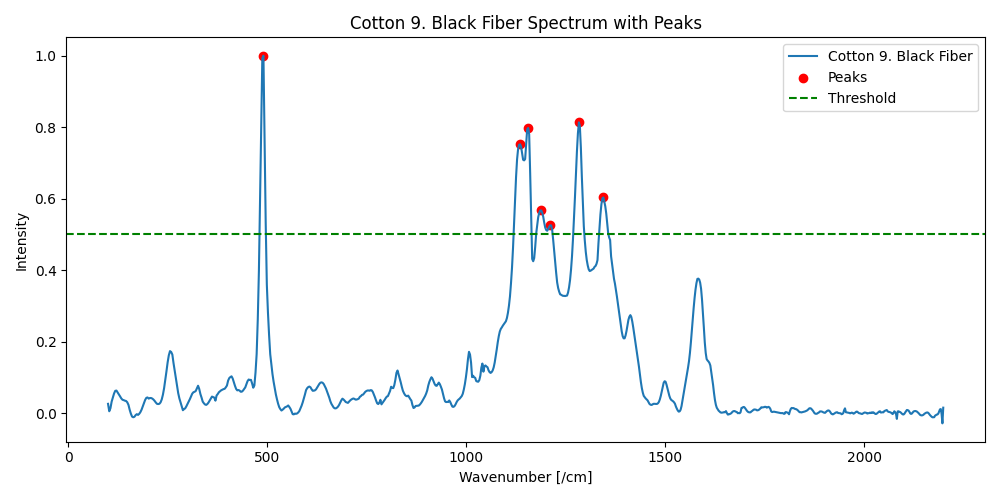 Cotton 9. Black Fiber Spectrum with Peaks
Cotton 9. Black Fiber
Peaks
Threshold
Intensity
1.0
0.8
0.6
0.4
0.2
0.0
0
500
1000
1500
2000
Wavenumber [/cm]